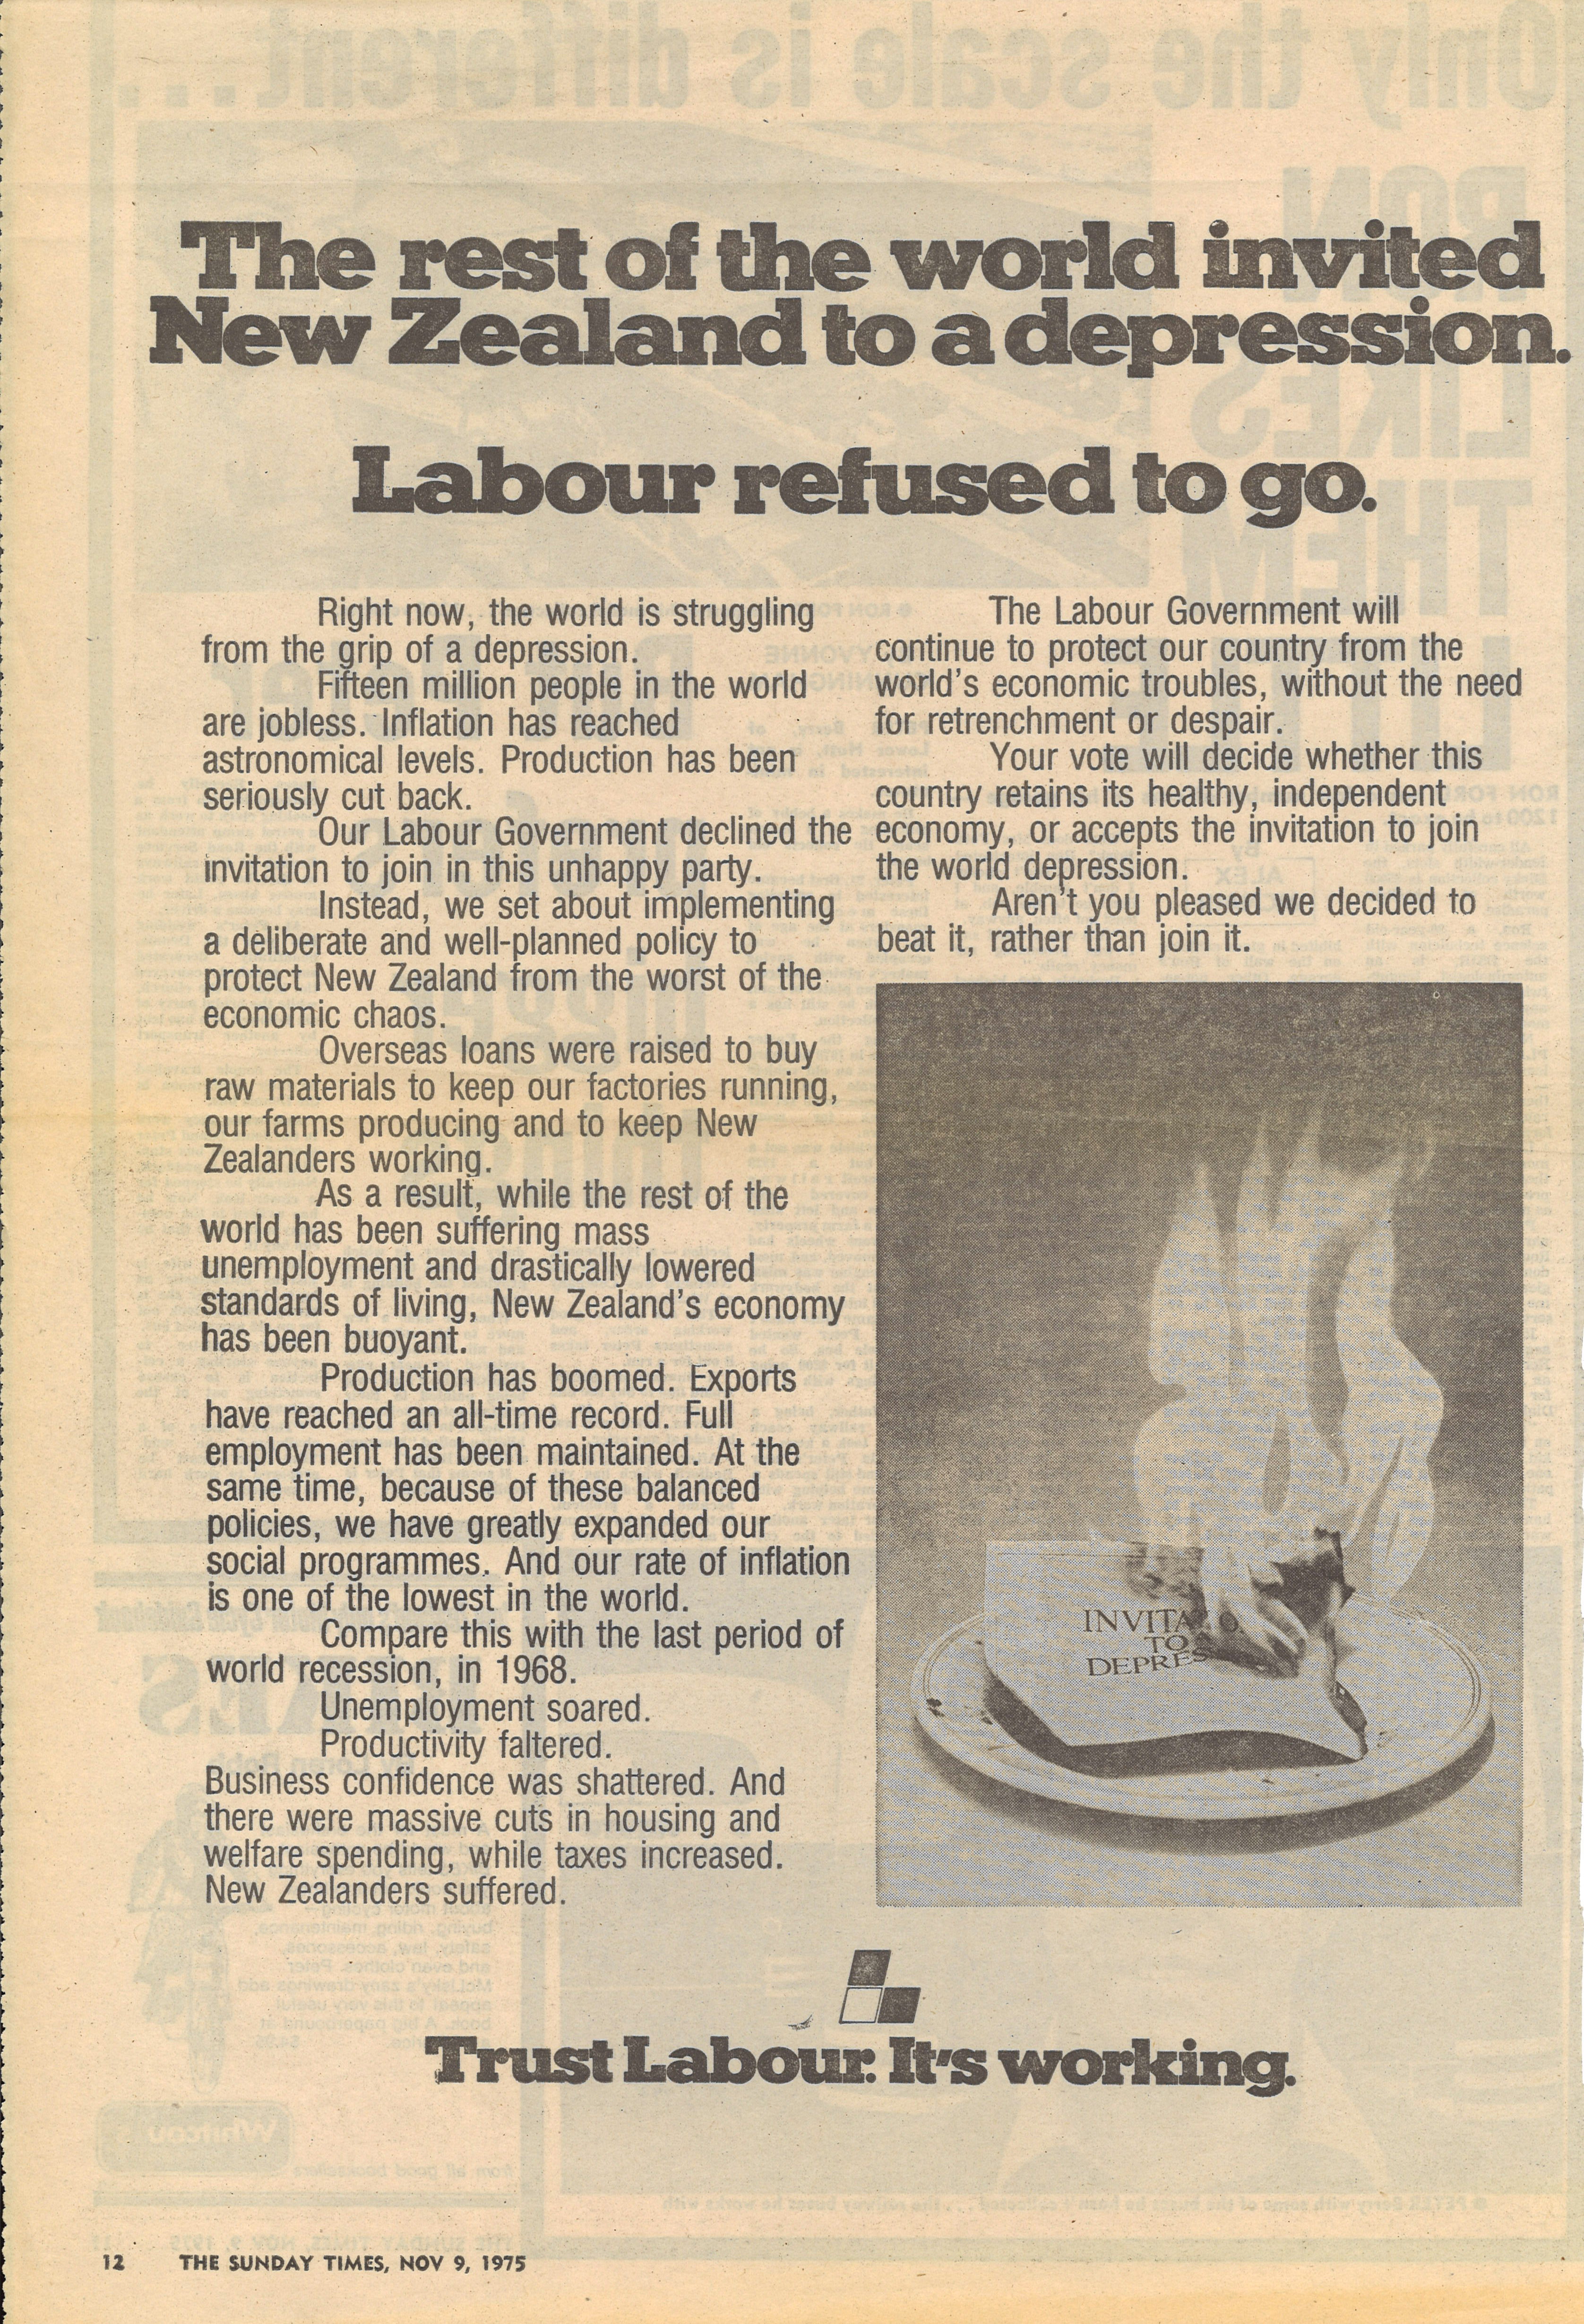 The rest of the world invited
New Zealand to a depression.
Labour refused to go.
Right now, the world is struggling
from the grip of a depression.
Fifteen million people in the world
are jobless. Inflation has reached
astronomical levels. Production has been
seriously cut back.
Our Labour Government declined the
invitation to join in this unhappy party.
Instead, we set about implementing
a deliberate and well-planned policy to
protect New Zealand from the worst of the
economic chaos.
Overseas loans were raised to buy
raw materials to keep our factories running,
our farms producing and to keep New
Zealanders working.
As a result, while the rest of the
world has been suffering mass
unemployment and drastically lowered
standards of living, New Zealand's economy
has been buoyant.
Production has boomed. Exports
have reached an all-time record. Full
employment has been maintained. At the
same time, because of these balanced
policies, we have greatly expanded our
social programmes. And our rate of inflation
is one of the lowest in the world.
Compare this with the last period of
world recession, in 1968.
Unemployment soared.
Productivity faltered.
Business confidence was shattered. And
there were massive cuts in housing and
welfare spending, while taxes increased.
New Zealanders suffered.
The Labour Government will
continue to protect our country from the
world's economic troubles, without the need
for retrenchment or despair.
Your vote will decide whether this
country retains its healthy, independent
economy, or accepts the invitation to join
the world depression.
Aren't you pleased we decided to
beat it, rather than join it.
INVITA O
TO
DEPRES
Trust Labour. It's working.
12 THE SUNDAY TIMES, NOV 9, 1975